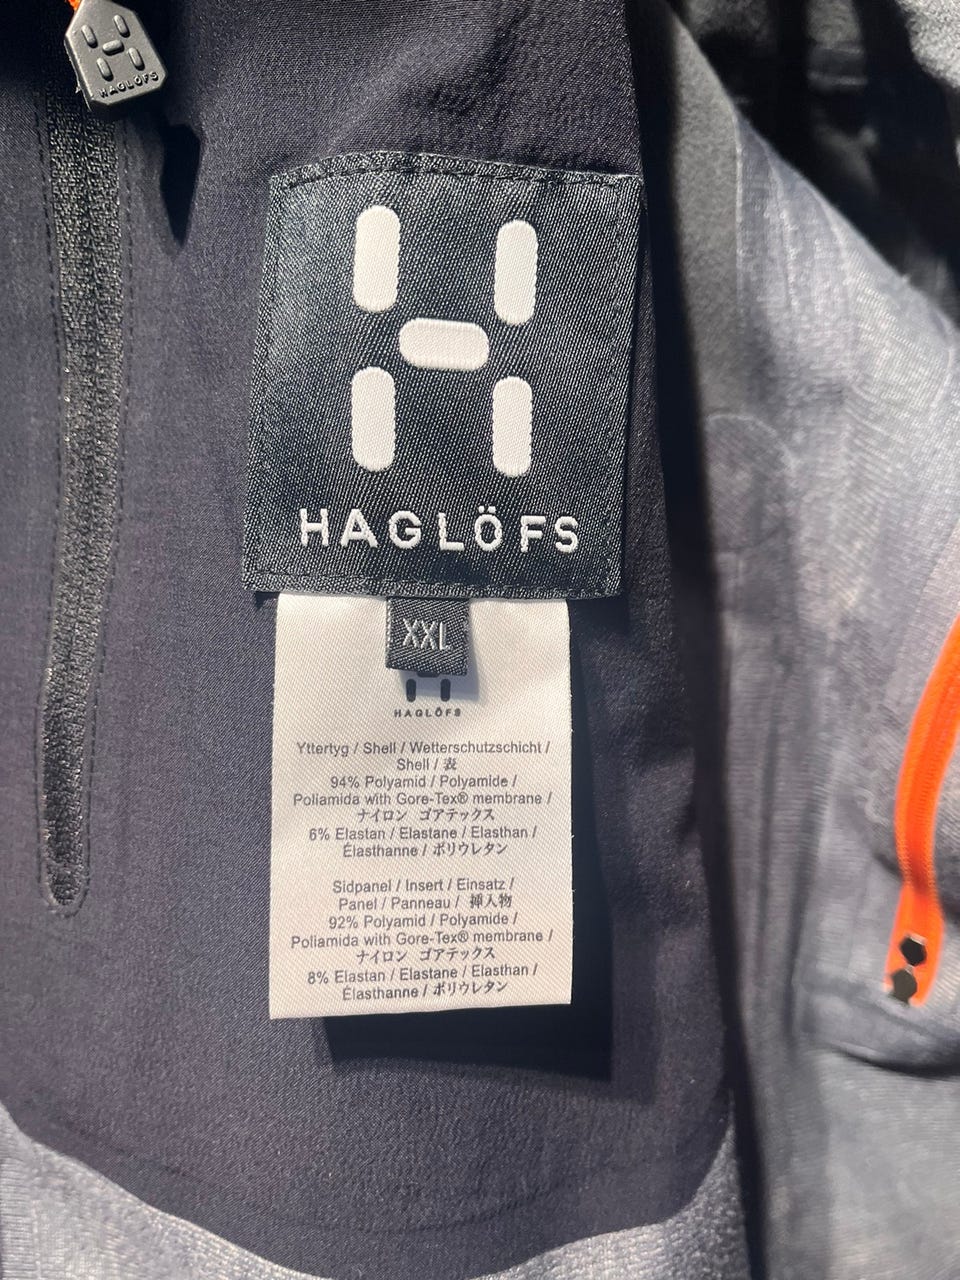 HAGLÖFS
HAGLÖFS
XXL
HAGLÖFS
Yttertyg / Shell / Wetterschutzschicht /
Shell / 表
94% Polyamid / Polyamide /
Poliamida with Gore-Tex® membrane /
ナイロン ゴアテックス
6% Elastan / Elastane / Elasthan /
Élasthanne / ポリウレタン
Sidpanel / Insert / Einsatz /
Panel / Panneau / 挿入物
92% Polyamid / Polyamide /
Poliamida with Gore-Tex® membrane /
ナイロン ゴアテックス
8% Elastan / Elastane / Elasthan /
Élasthanne / ポリウレタン